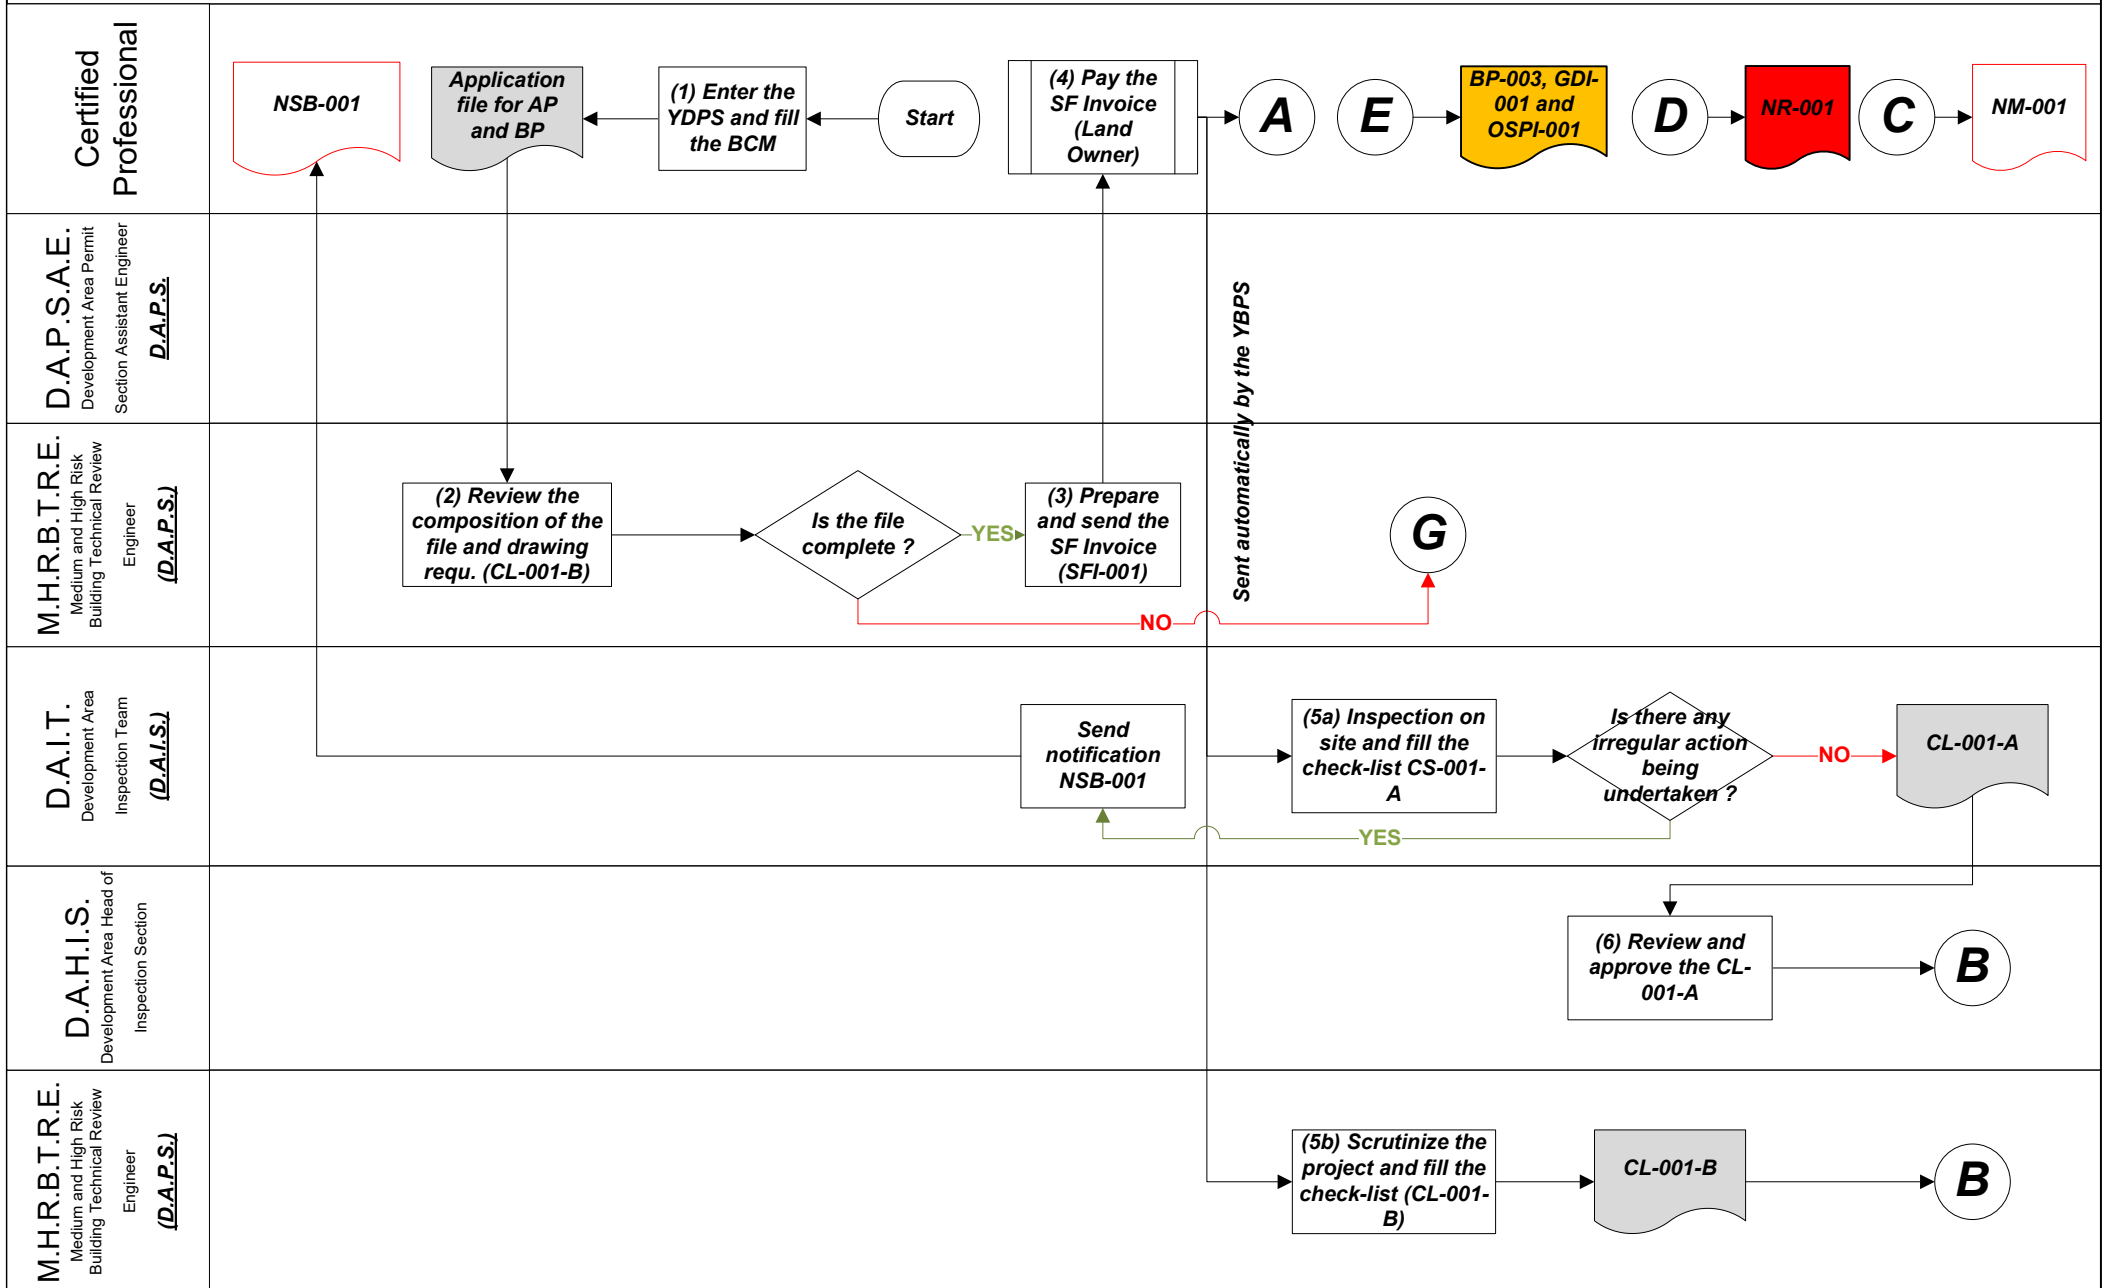 Certified
Professional
NSB-001
Application
file for AP
and BP
(1) Enter the
YDPS and fill
the BCM
Start
(4) Pay the
SF Invoice
(Land
Owner)
A
E
BP-003, GDI-
001 and
OSPI-001
D
NR-001
C
NM-001
D.A.P.S.A.E.
Development Area Permit
Section Assistant Engineer
D.A.P.S.
Sent automatically by the YBPS
M.H.R.B.T.R.E.
Medium and High Risk
Building Technical Review
Engineer
(D.A.P.S.)
(2) Review the
composition of the
file and drawing
requ. (CL-001-B)
Is the file
complete ?
YES
(3) Prepare
and send the
SF Invoice
(SFI-001)
G
NO
D.A.I.T.
Development Area
Inspection Team
(D.A.I.S.)
Send
notification
NSB-001
(5a) Inspection on
site and fill the
check-list CS-001-
A
Is there any
irregular action
being
undertaken ?
NO
CL-001-A
YES
D.A.H.I.S.
Development Area Head of
Inspection Section
(6) Review and
approve the CL-
001-A
B
M.H.R.B.T.R.E.
Medium and High Risk
Building Technical Review
Engineer
(D.A.P.S.)
(5b) Scrutinize the
project and fill the
check-list (CL-001-
B)
CL-001-B
B